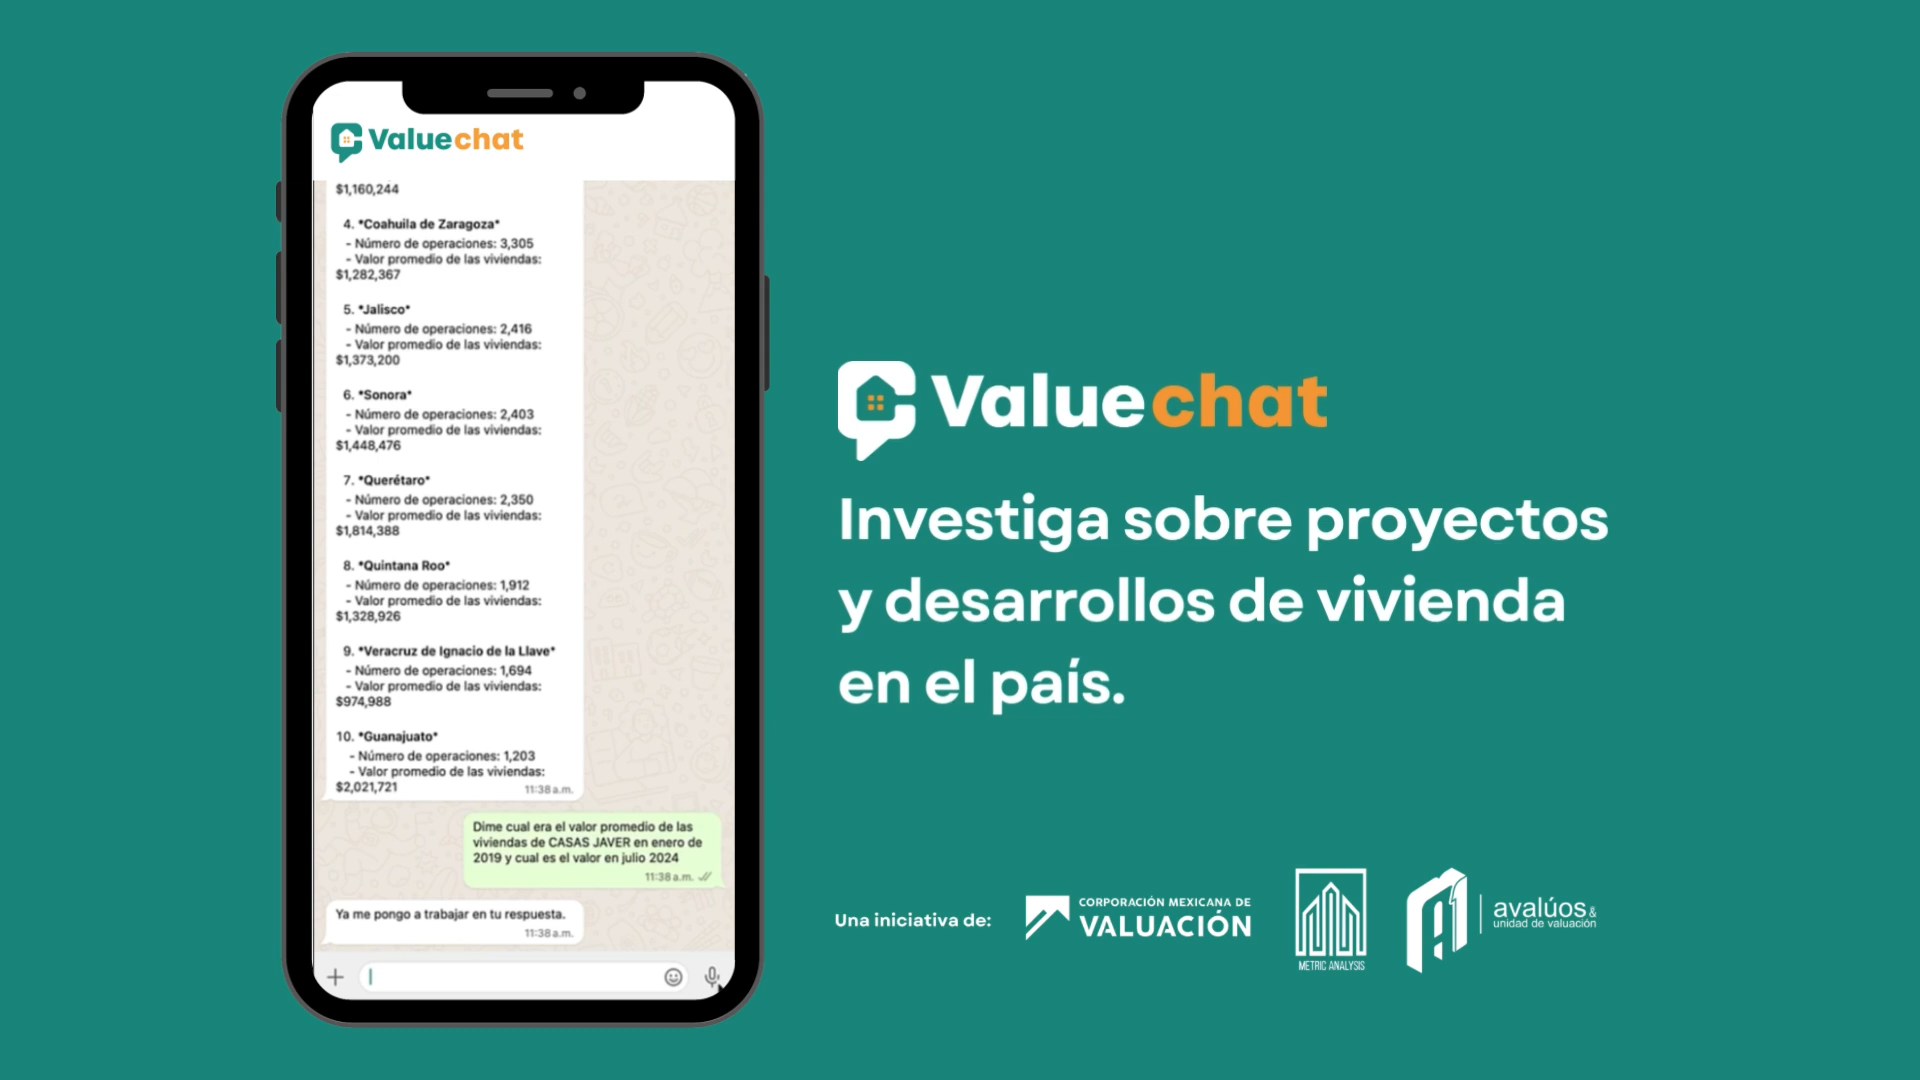 Valuechat
$1,160,244
4. *Coahuila de Zaragoza*
- Número de operaciones: 3,305
- Valor promedio de las viviendas:
$1,282,367
5. *Jalisco*
- Número de operaciones: 2,416
- Valor promedio de las viviendas:
$1,373,200
6. *Sonora*
- Número de operaciones: 2,403
- Valor promedio de las viviendas:
$1,448,476
7. *Querétaro*
- Número de operaciones: 2,350
- Valor promedio de las viviendas:
$1,814,388
8. *Quintana Roo*
- Número de operaciones: 1,912
- Valor promedio de las viviendas:
$1,328,926
9. *Veracruz de Ignacio de la Llave*
- Número de operaciones: 1,694
- Valor promedio de las viviendas:
$974,988
10. *Guanajuato*
- Número de operaciones: 1,203
- Valor promedio de las viviendas:
$2,021,721
11:38 a.m.
Dime cual era el valor promedio de las
viviendas de CASAS JAVER en enero de
2019 y cual es el valor en julio 2024
11:38 a.m.
Ya me pongo a trabajar en tu respuesta.
11:38 a.m.
Valuechat
Investiga sobre proyectos
y desarrollos de vivienda
en el país.
Una iniciativa de:
CORPORACIÓN MEXICANA DE
VALUACIÓN
METRIC ANALYSIS
avalúos &
unidad de valuación